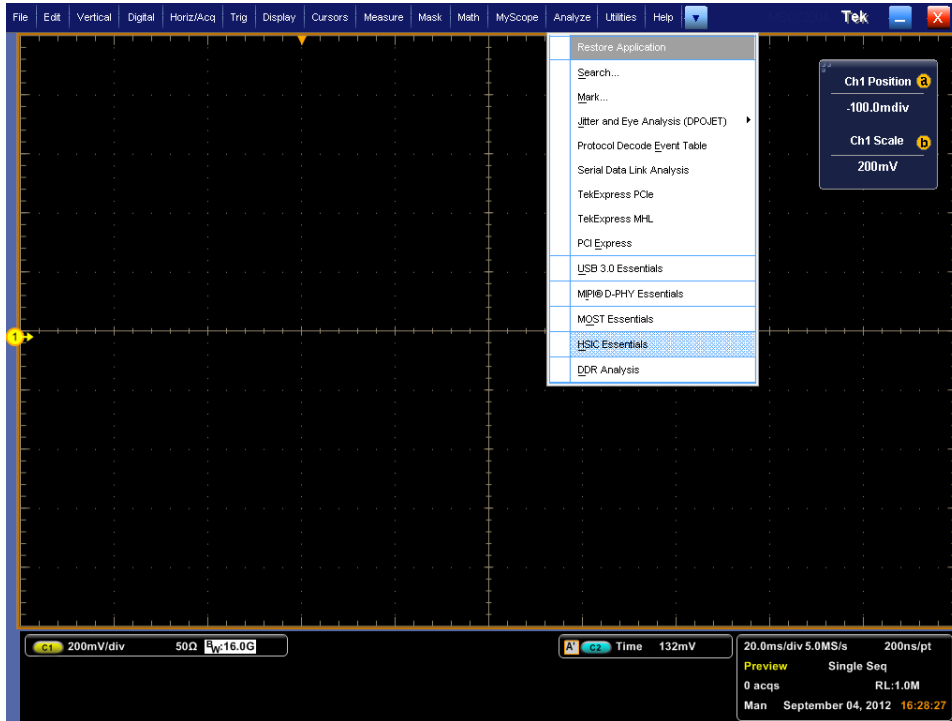 File Edit Vertical Digital Horiz/Acq Trig Display Cursors Measure Mask Math MyScope Analyze Utilities Help Tek X
Restore Application
Search...
Mark...
Jitter and Eye Analysis (DPOJET)
Protocol Decode Event Table
Serial Data Link Analysis
TekExpress PCIe
TekExpress MHL
PCI Express
USB 3.0 Essentials
MIPI® D-PHY Essentials
MOST Essentials
HSIC Essentials
DDR Analysis
Ch1 Position a
-100.0mdiv
Ch1 Scale b
200mV
1
C1 200mV/div 50Ω BW:16.0G
A' C2 Time 132mV
20.0ms/div 5.0MS/s 200ns/pt
Preview Single Seq
0 acqs RL:1.0M
Man September 04, 2012 16:28:27